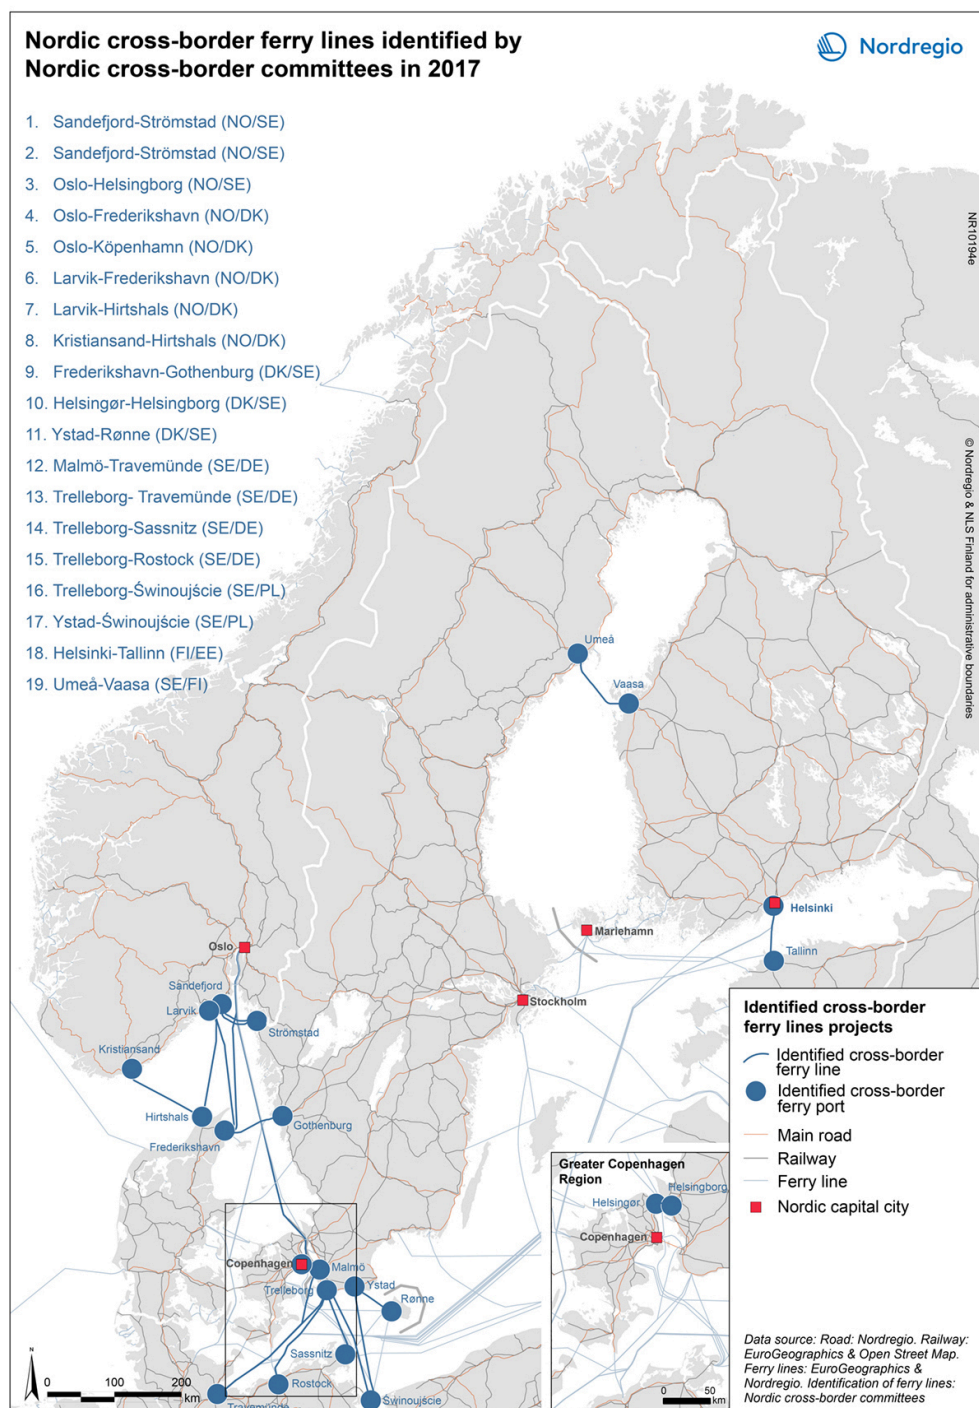 Nordic cross-border ferry lines identified by
Nordic cross-border committees in 2017
Nordregio
1. Sandefjord-Strömstad (NO/SE)
2. Sandefjord-Strömstad (NO/SE)
3. Oslo-Helsingborg (NO/SE)
4. Oslo-Frederikshavn (NO/DK)
5. Oslo-Köpenhamn (NO/DK)
6. Larvik-Frederikshavn (NO/DK)
7. Larvik-Hirtshals (NO/DK)
8. Kristiansand-Hirtshals (NO/DK)
9. Frederikshavn-Gothenburg (DK/SE)
10. Helsingør-Helsingborg (DK/SE)
11. Ystad-Rønne (DK/SE)
12. Malmö-Travemünde (SE/DE)
13. Trelleborg- Travemünde (SE/DE)
14. Trelleborg-Sassnitz (SE/DE)
15. Trelleborg-Rostock (SE/DE)
16. Trelleborg-Świnoujście (SE/PL)
17. Ystad-Świnoujście (SE/PL)
18. Helsinki-Tallinn (FI/EE)
19. Umeå-Vaasa (SE/FI)
NR10194e
© Nordregio & NLS Finland for administrative boundaries
Umeå
Vaasa
Helsinki
Mariehamn
Oslo
Tallinn
Sandefjord
Larvik
Stockholm
Strömstad
Kristiansand
Hirtshals
Gothenburg
Frederikshavn
Copenhagen
Malmö
Trelleborg
Ystad
Rønne
Sassnitz
Rostock
Świnoujście
Travemünde
N
0 50 100 200
km
Greater Copenhagen
Region
Helsingborg
Helsingør
Copenhagen
0 50
km
Identified cross-border
ferry lines projects
Identified cross-border
ferry line
Identified cross-border
ferry port
Main road
Railway
Ferry line
Nordic capital city
Data source: Road: Nordregio. Railway:
EuroGeographics & Open Street Map.
Ferry lines: EuroGeographics &
Nordregio. Identification of ferry lines:
Nordic cross-border committees